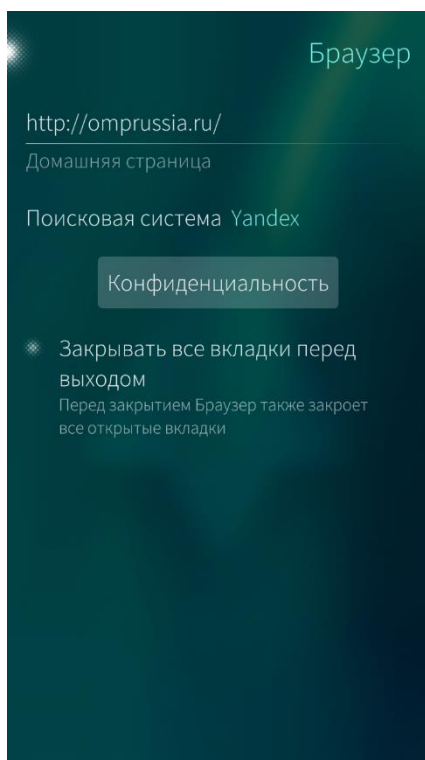 Браузер
http://omprussia.ru/
Домашняя страница
Поисковая система Yandex
Конфиденциальность
Закрывать все вкладки перед
выходом
Перед закрытием Браузер также закроет
все открытые вкладки